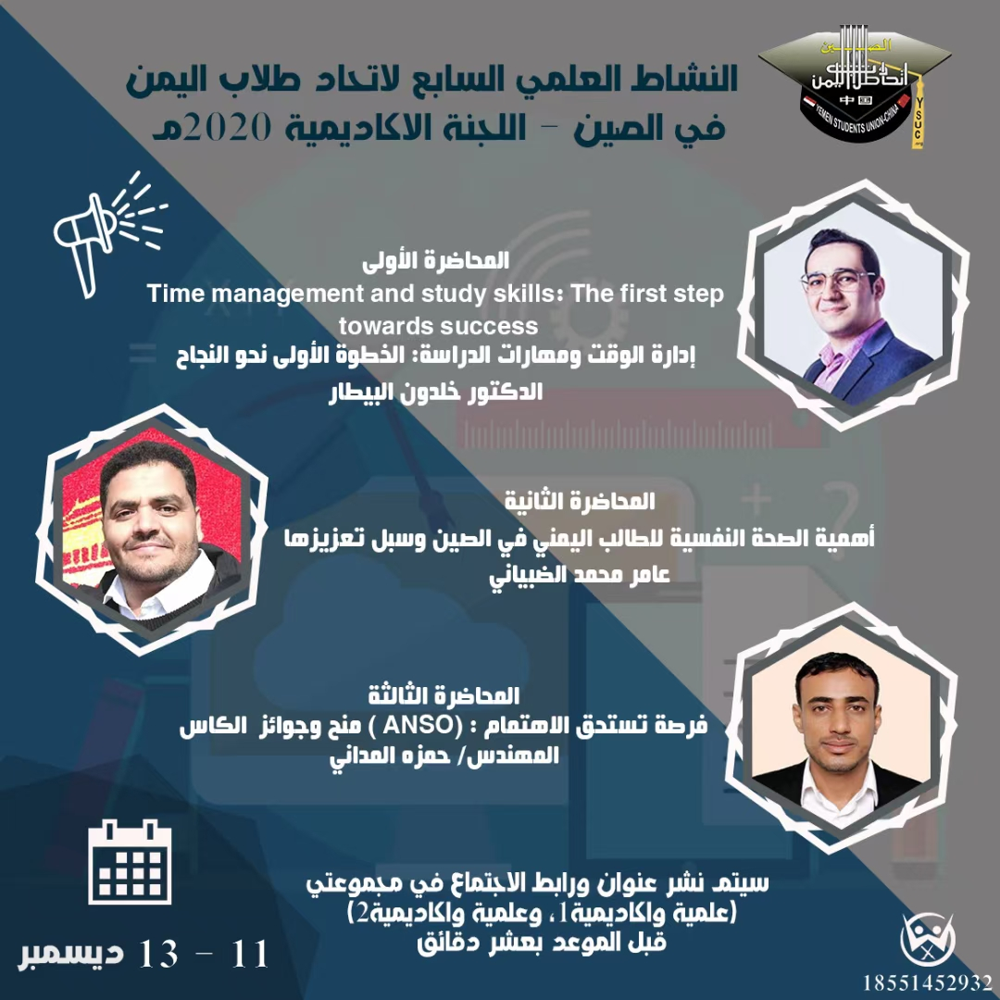 النشاط العلمي السابع لاتحاد طلاب اليمن
في الصين - اللجنة الاكاديمية 2020م
الصين
اتحاد طلاب اليمن
中国
YEMEN STUDENTS UNION-CHINA
YSUC
المحاضرة الأولى
Time management and study skills: The first step
towards success
إدارة الوقت ومهارات الدراسة: الخطوة الأولى نحو النجاح
الدكتور خلدون البيطار
المحاضرة الثانية
أهمية الصحة النفسية للطالب اليمني في الصين وسبل تعزيزها
عامر محمد الضبياني
المحاضرة الثالثة
فرصة تستحق الاهتمام : (ANSO ) منح وجوائز الكاس
المهندس/ حمزه المداني
سيتم نشر عنوان ورابط الاجتماع في مجموعتي
(علمية واكاديمية1، وعلمية واكاديمية2)
قبل الموعد بعشر دقائق
11 - 13 ديسمبر
18551452932